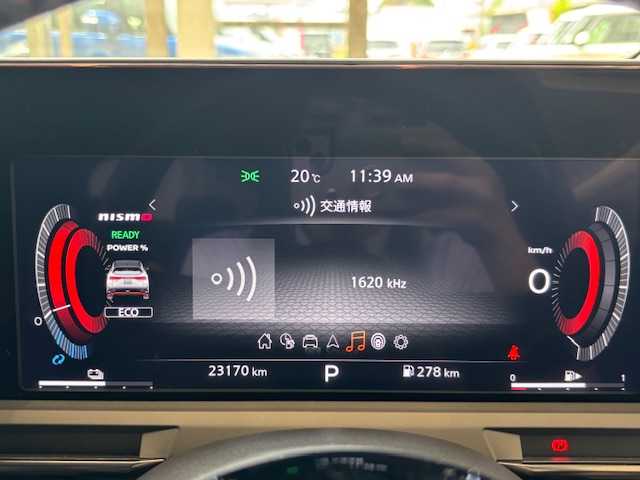 20℃ 11:39 AM
交通情報
nismo
READY
POWER %
km/h
0
1620 kHz
0
ECO
23170 km P 278 km
0 1